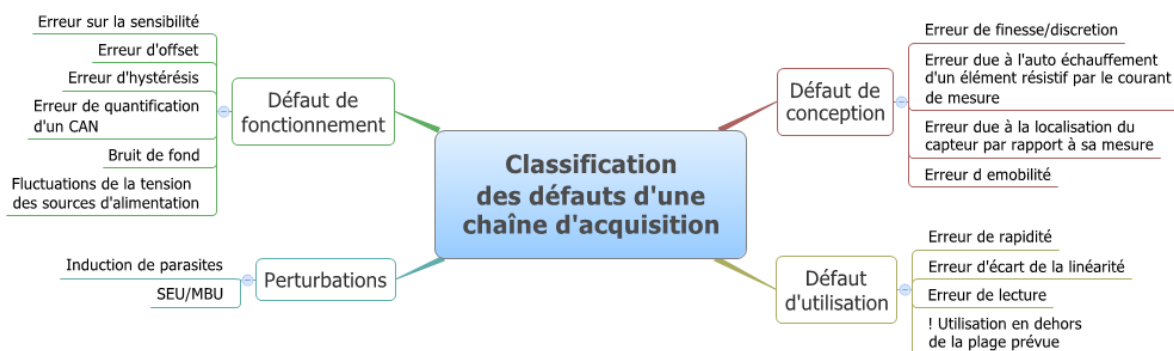 Classification
des défauts d'une
chaîne d'acquisition
Défaut de
fonctionnement
Erreur sur la sensibilité
Erreur d'offset
Erreur d'hystérésis
Erreur de quantification
d'un CAN
Bruit de fond
Fluctuations de la tension
des sources d'alimentation
Perturbations
Induction de parasites
SEU/MBU
Défaut de
conception
Erreur de finesse/discretion
Erreur due à l'auto échauffement
d'un élément résistif par le courant
de mesure
Erreur due à la localisation du
capteur par rapport à sa mesure
Erreur d emobilité
Défaut
d'utilisation
Erreur de rapidité
Erreur d'écart de la linéarité
Erreur de lecture
! Utilisation en dehors
de la plage prévue